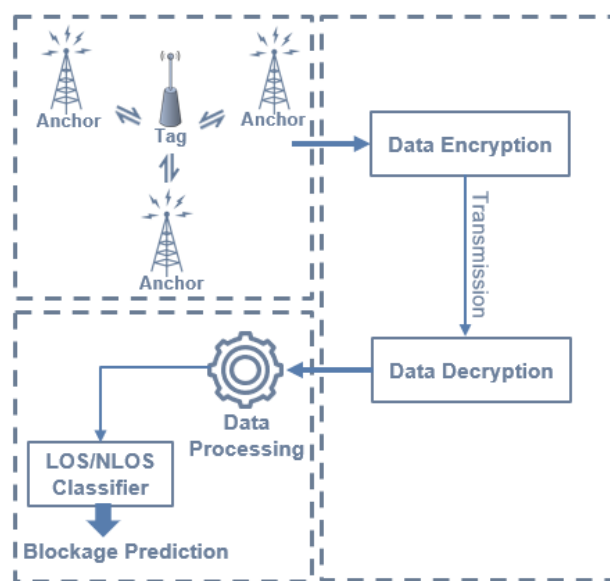 Anchor
Tag
Anchor
Anchor
Data Encryption
Transmission
Data Decryption
Data
Processing
LOS/NLOS
Classifier
Blockage Prediction